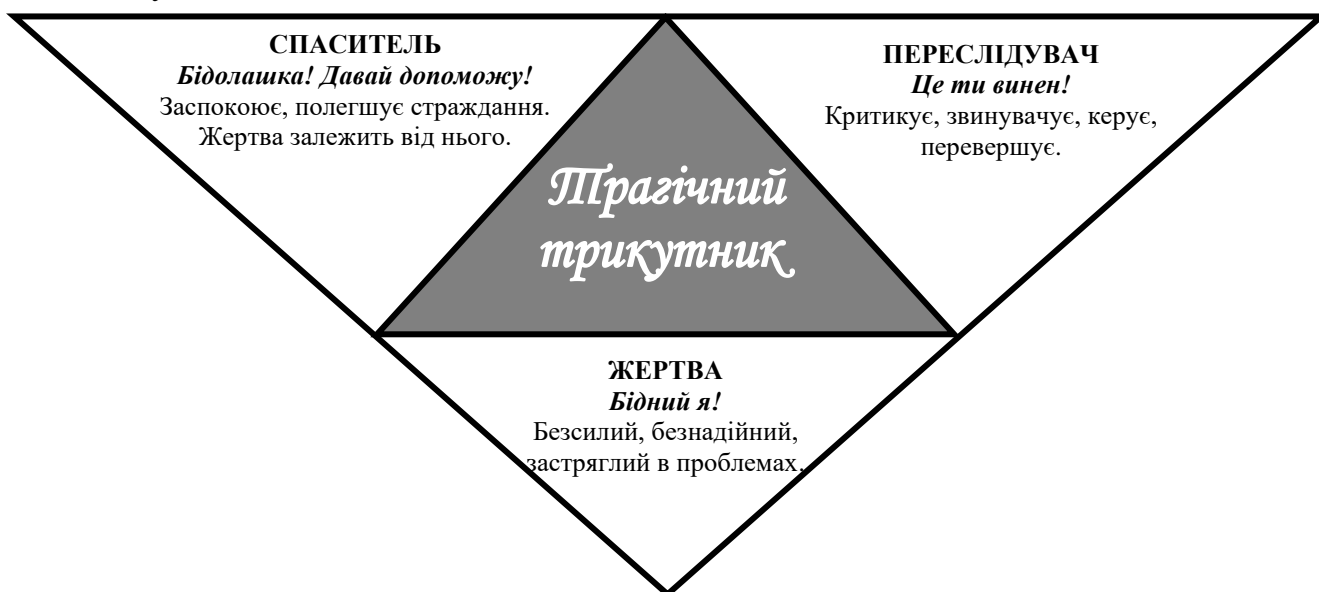 СПАСИТЕЛЬ
Бідолашка! Давай допоможу!
Заспокоює, полегшує страждання.
Жертва залежить від нього.
ПЕРЕСЛІДУВАЧ
Це ти винен!
Критикує, звинувачує, керує,
перевершує.
Трагічний
трикутник
ЖЕРТВА
Бідний я!
Безсилий, безнадійний,
застряглий в проблемах.